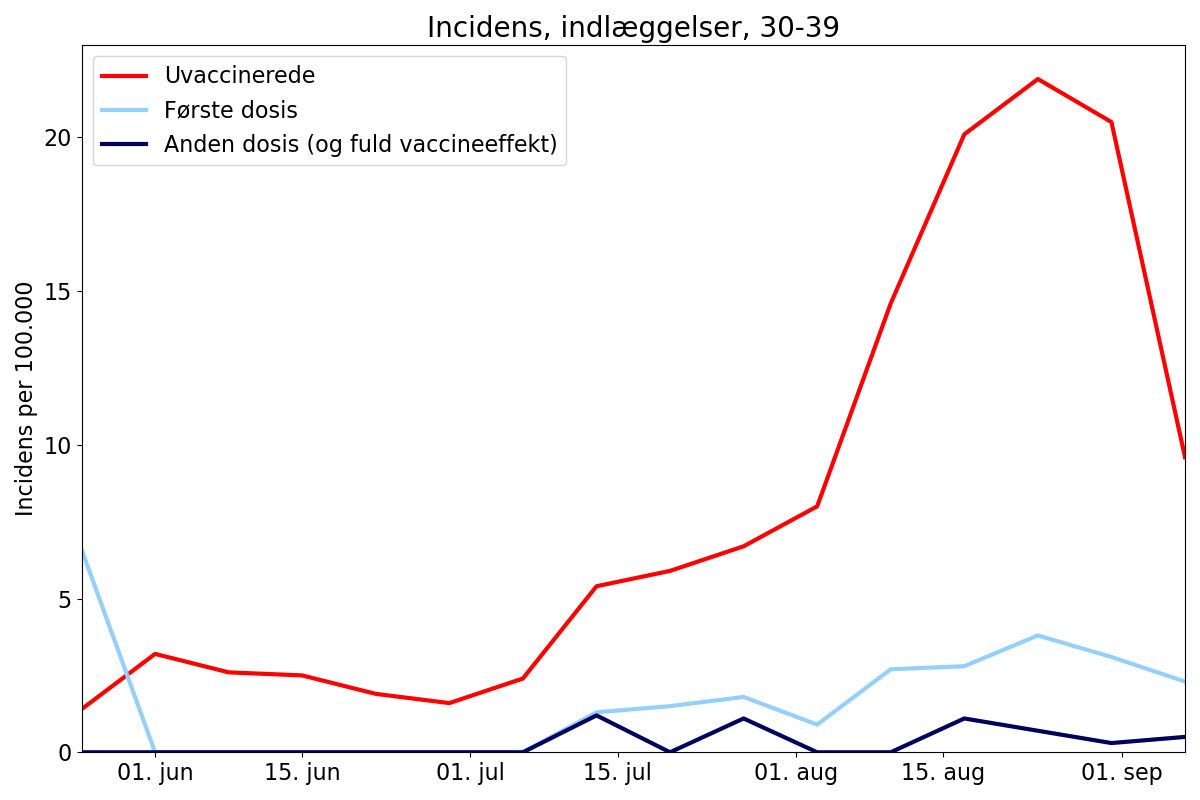 Incidens, indlæggelser, 30-39
Uvaccinerede
Første dosis
Anden dosis (og fuld vaccineeffekt)
Incidens per 100.000
20
15
10
5
0
01. jun
15. jun
01. jul
15. jul
01. aug
15. aug
01. sep